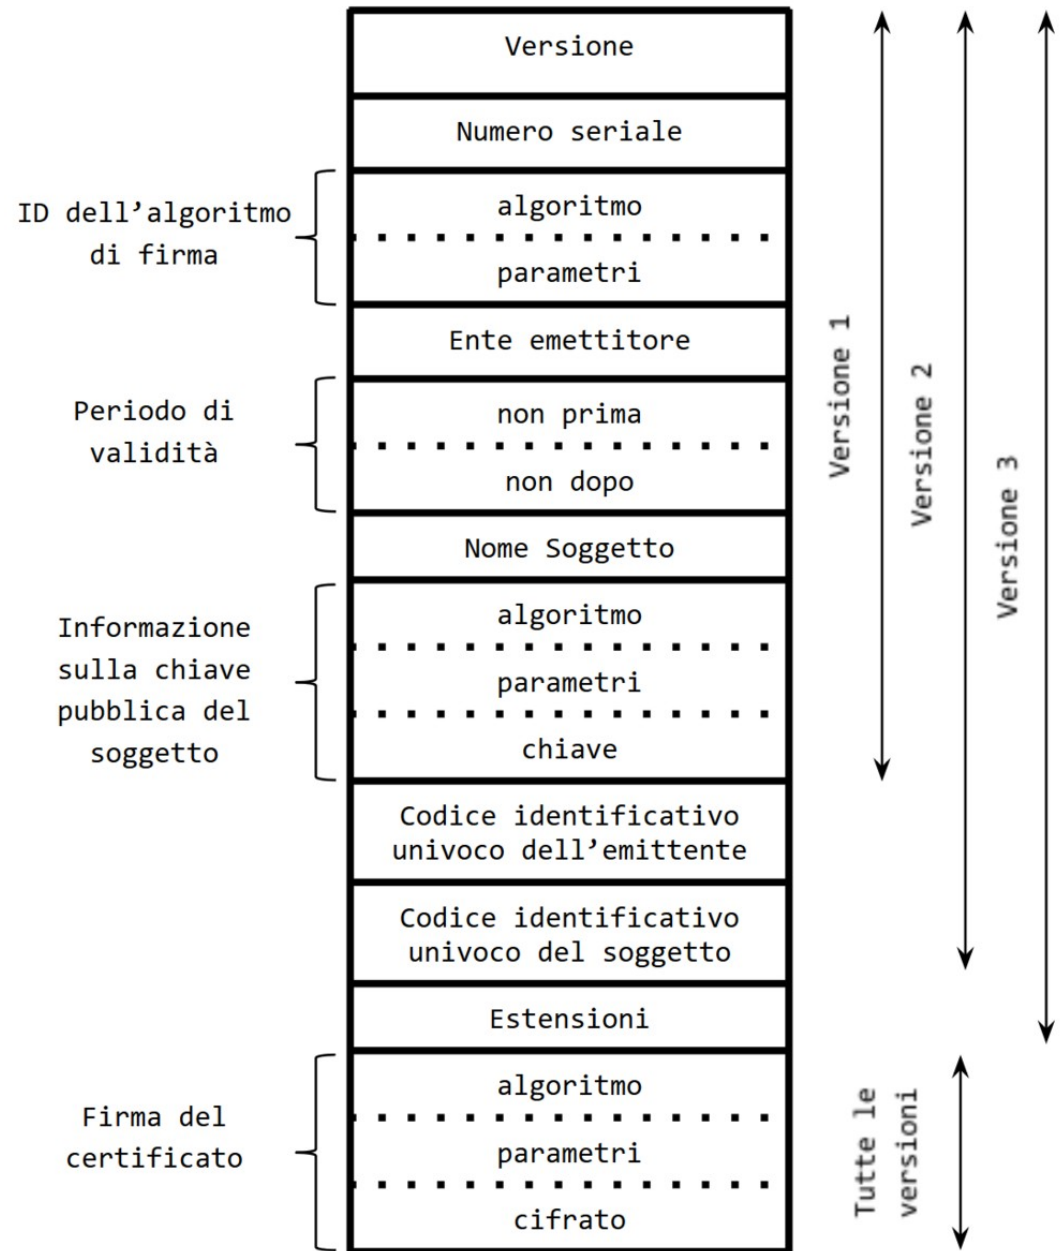 Versione
Numero seriale
ID dell’algoritmo
di firma
algoritmo
parametri
Ente emettitore
Periodo di
validità
non prima
non dopo
Nome Soggetto
Informazione
sulla chiave
pubblica del
soggetto
algoritmo
parametri
chiave
Codice identificativo
univoco dell’emittente
Codice identificativo
univoco del soggetto
Estensioni
Firma del
certificato
algoritmo
parametri
cifrato
Versione 1
Versione 2
Versione 3
Tutte le
versioni